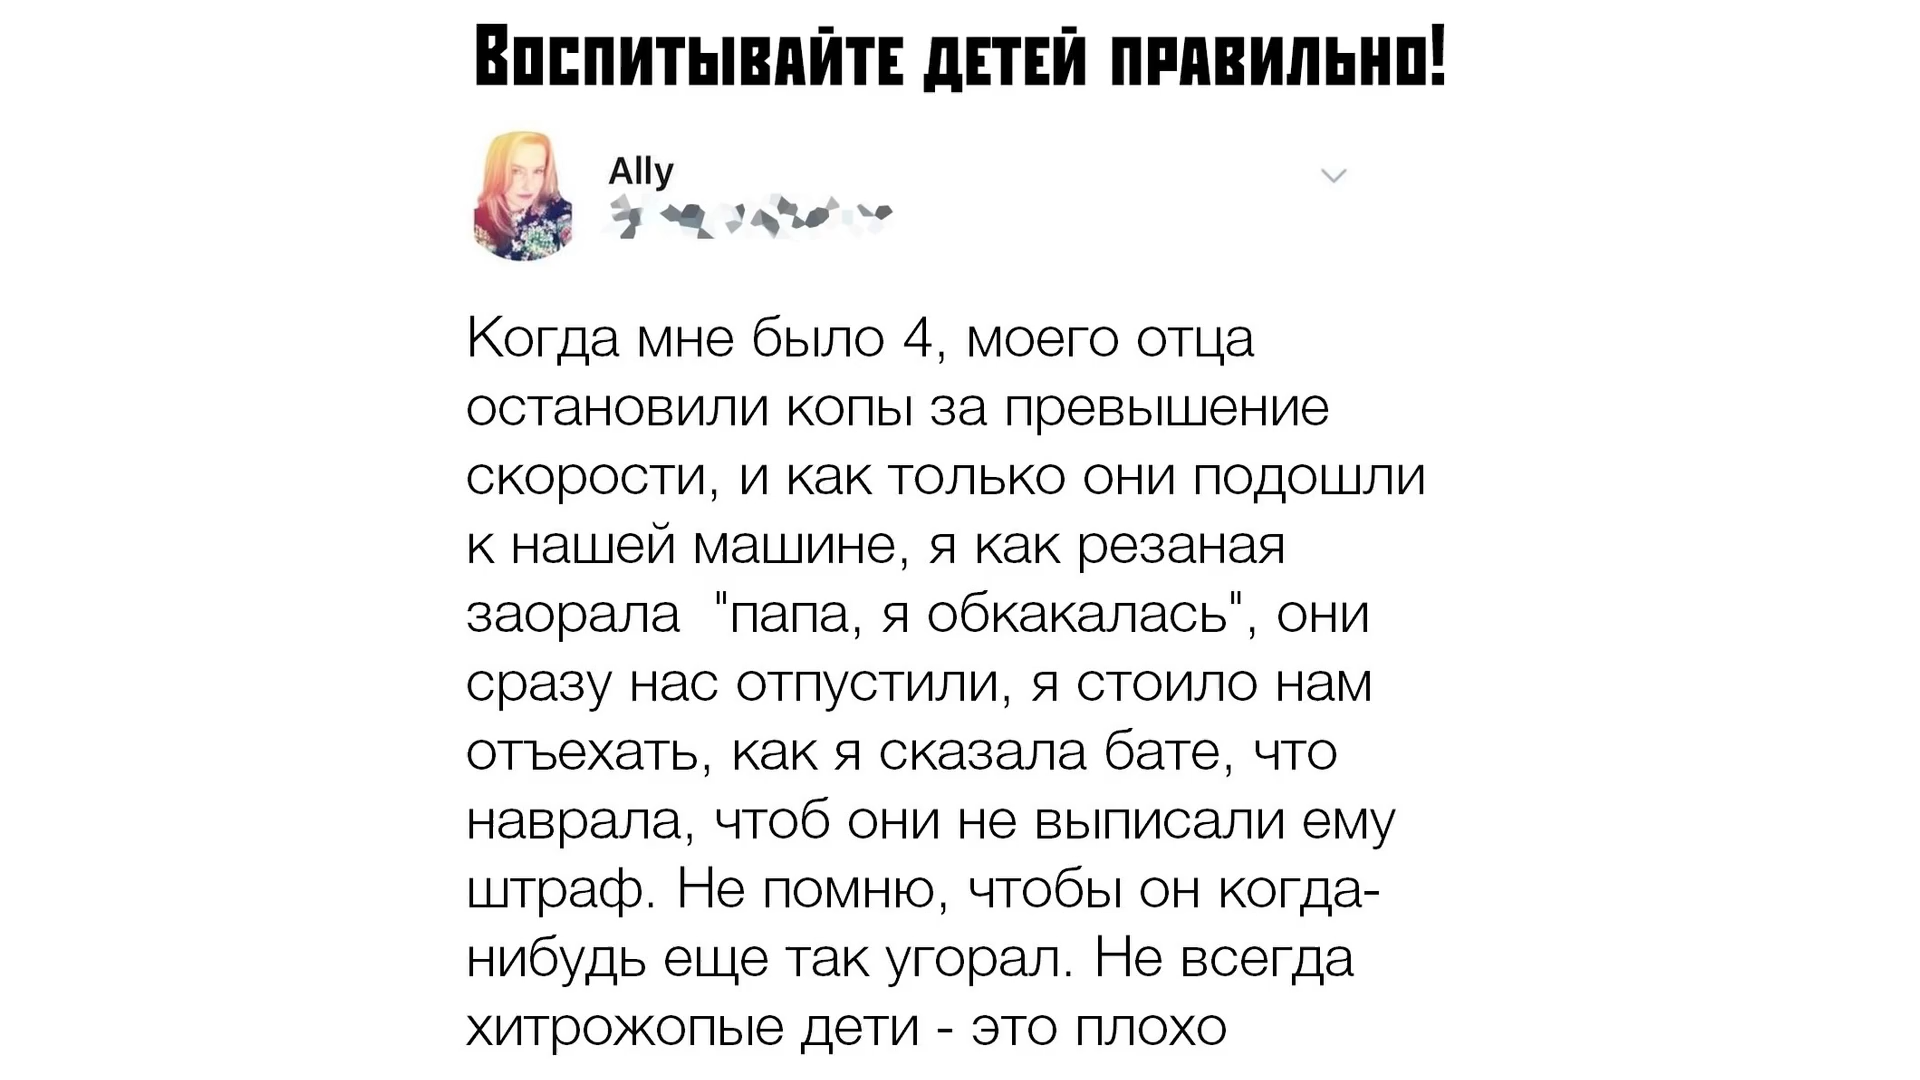 Воспитывайте детей правильно!
Ally
Когда мне было 4, моего отца
остановили копы за превышение
скорости, и как только они подошли
к нашей машине, я как резаная
заорала  "папа, я обкакалась", они
сразу нас отпустили, я стоило нам
отъехать, как я сказала бате, что
наврала, чтоб они не выписали ему
штраф. Не помню, чтобы он когда-
нибудь еще так угорал. Не всегда
хитрожопые дети - это плохо